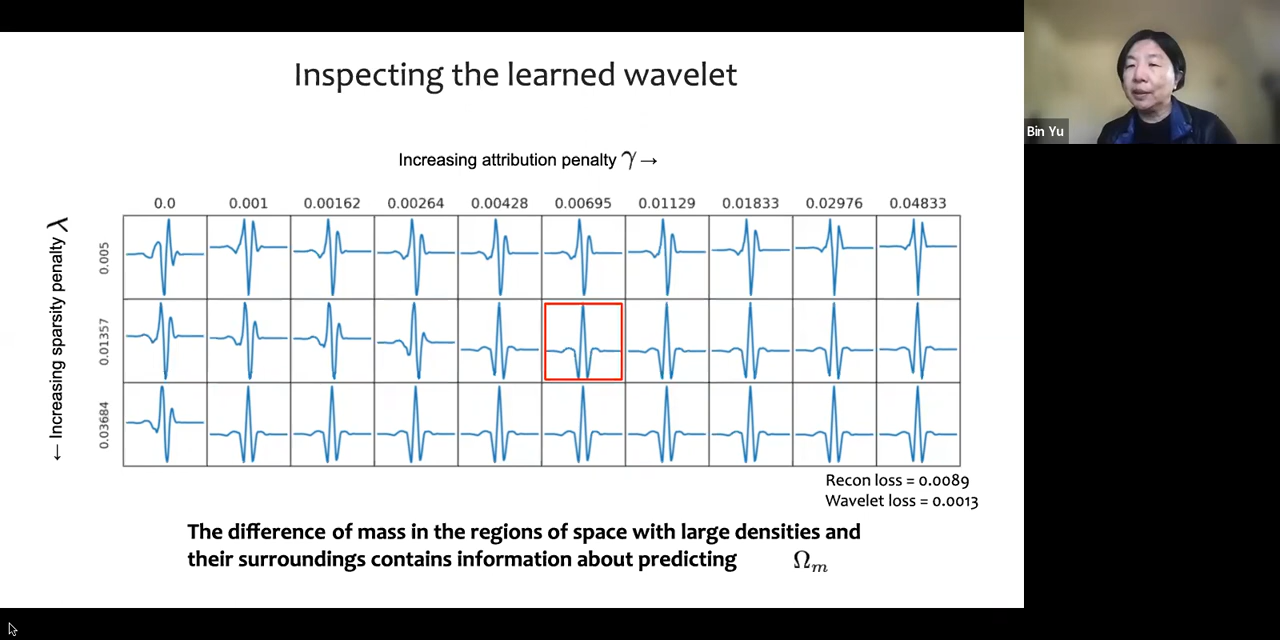 Inspecting the learned wavelet
Bin Yu
Increasing attribution penalty γ →
0.0 0.001 0.00162 0.00264 0.00428 0.00695 0.01129 0.01833 0.02976 0.04833
← Increasing sparsity penalty λ
0.005
0.01357
0.03684
Recon loss = 0.0089
Wavelet loss = 0.0013
The difference of mass in the regions of space with large densities and
their surroundings contains information about predicting Ωm